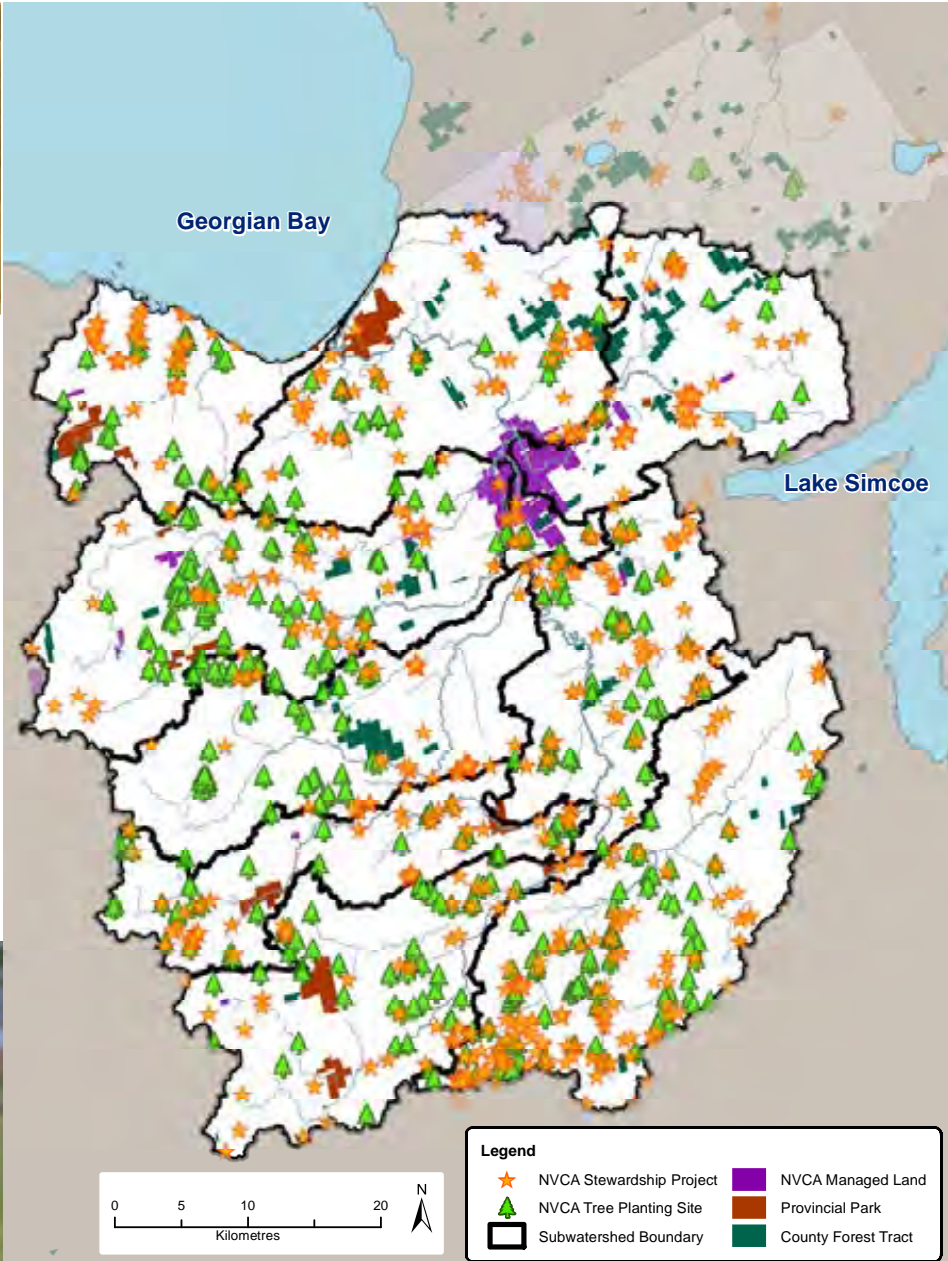 Georgian Bay
Lake Simcoe
Legend
NVCA Stewardship Project
NVCA Tree Planting Site
Subwatershed Boundary
NVCA Managed Land
Provincial Park
County Forest Tract
0 5 10 20
Kilometres
N